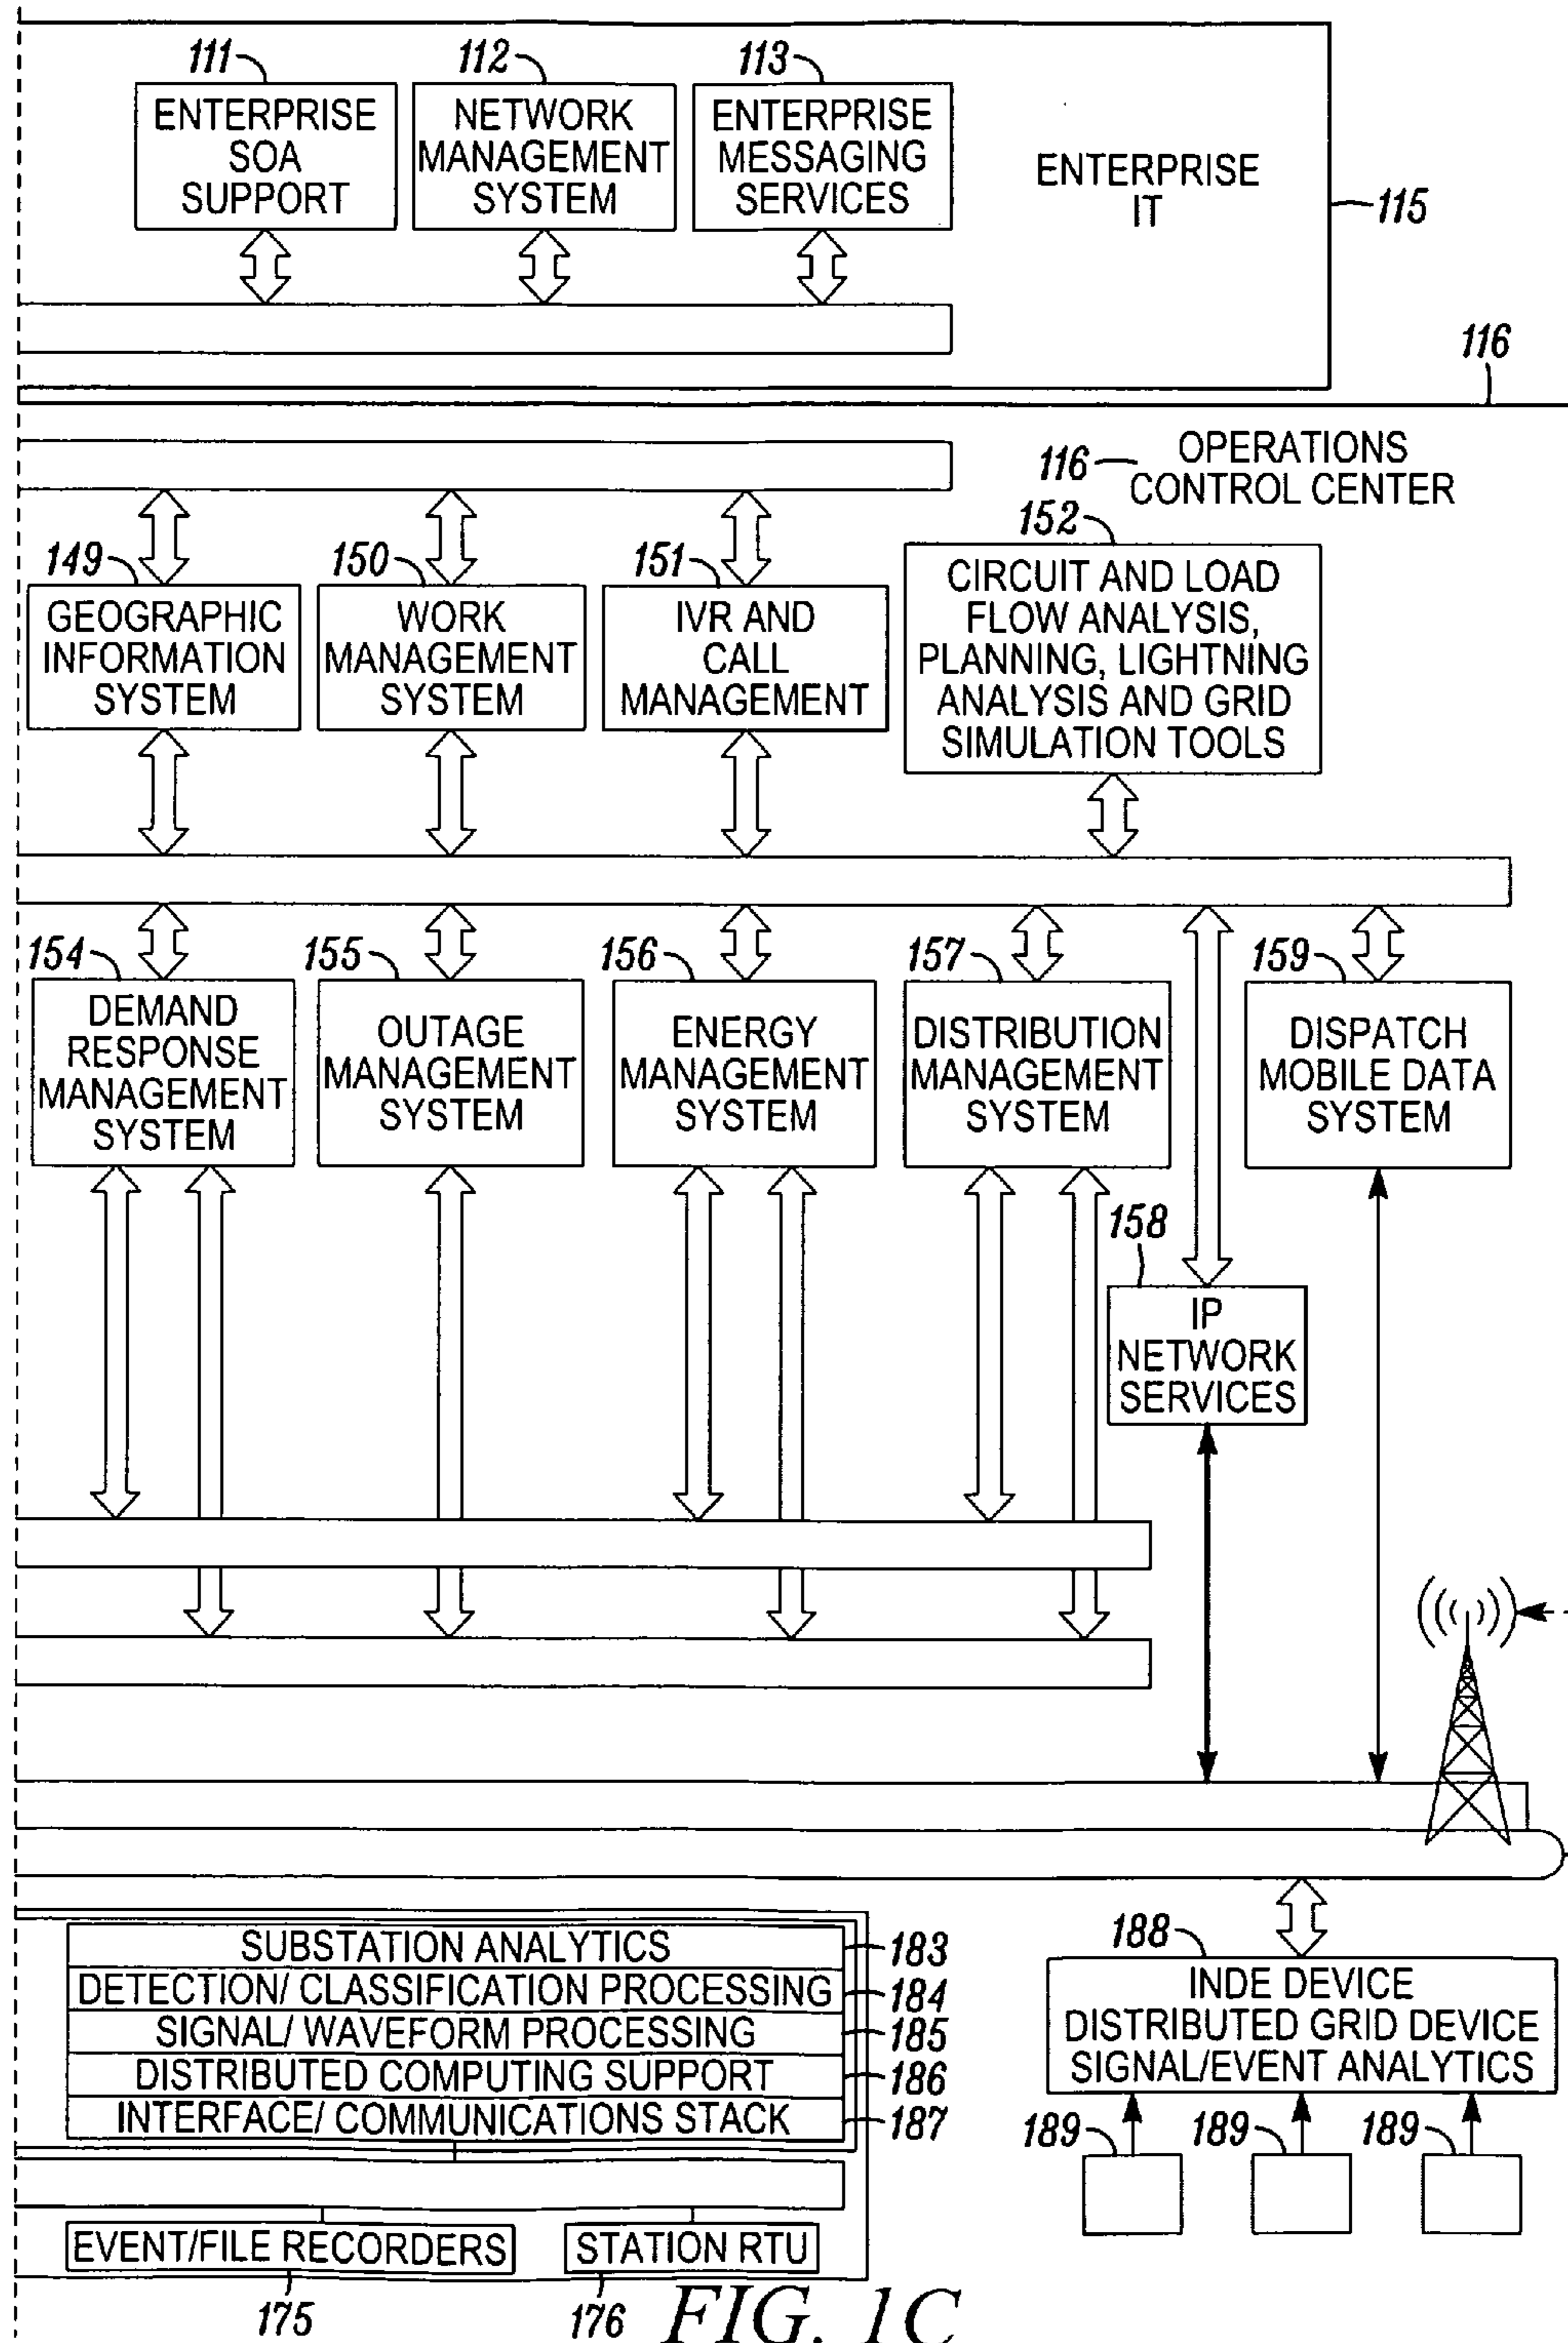 111
112
113
ENTERPRISE
SOA
SUPPORT
NETWORK
MANAGEMENT
SYSTEM
ENTERPRISE
MESSAGING
SERVICES
ENTERPRISE
IT
115
116
116
OPERATIONS
CONTROL CENTER
149
150
151
152
GEOGRAPHIC
INFORMATION
SYSTEM
WORK
MANAGEMENT
SYSTEM
IVR AND
CALL
MANAGEMENT
CIRCUIT AND LOAD
FLOW ANALYSIS,
PLANNING, LIGHTNING
ANALYSIS AND GRID
SIMULATION TOOLS
154
155
156
157
159
DEMAND
RESPONSE
MANAGEMENT
SYSTEM
OUTAGE
MANAGEMENT
SYSTEM
ENERGY
MANAGEMENT
SYSTEM
DISTRIBUTION
MANAGEMENT
SYSTEM
DISPATCH
MOBILE DATA
SYSTEM
158
IP
NETWORK
SERVICES
SUBSTATION ANALYTICS
183
DETECTION/ CLASSIFICATION PROCESSING
184
SIGNAL/ WAVEFORM PROCESSING
185
DISTRIBUTED COMPUTING SUPPORT
186
INTERFACE/ COMMUNICATIONS STACK
187
188
INDE DEVICE
DISTRIBUTED GRID DEVICE
SIGNAL/EVENT ANALYTICS
189
189
189
EVENT/FILE RECORDERS
STATION RTU
175
176
FIG. 1C